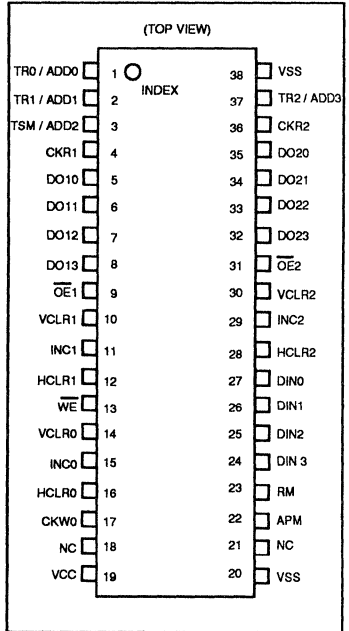 (TOP VIEW)
TR0 / ADD0 1 38 VSS
INDEX
TR1 / ADD1 2 37 TR2 / ADD3
TSM / ADD2 3 36 CKR2
CKR1 4 35 DO20
DO10 5 34 DO21
DO11 6 33 DO22
DO12 7 32 DO23
DO13 8 31 OE2
OE1 9 30 VCLR2
VCLR1 10 29 INC2
INC1 11 28 HCLR2
HCLR1 12 27 DIN0
WE 13 26 DIN1
VCLR0 14 25 DIN2
INC0 15 24 DIN 3
HCLR0 16 23 RM
CKW0 17 22 APM
NC 18 21 NC
VCC 19 20 VSS